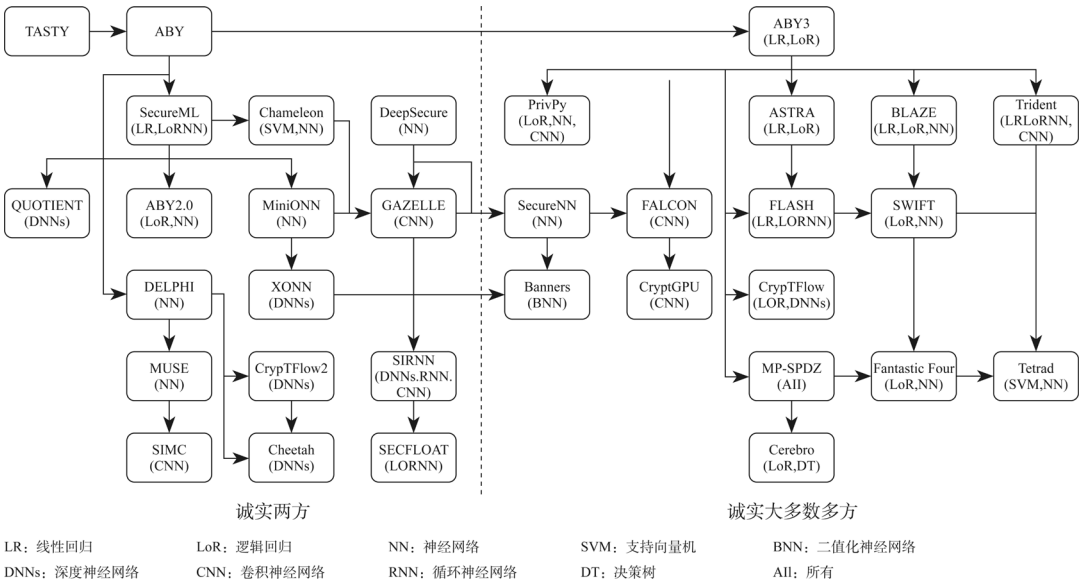 TASTY
ABY
ABY3
(LR,LoR)
SecureML
(LR,LoRNN)
Chameleon
(SVM,NN)
DeepSecure
(NN)
PrivPy
(LoR,NN,
CNN)
ASTRA
(LR,LoR)
BLAZE
(LR,LoR,NN)
Trident
(LRLoRNN,
CNN)
QUOTIENT
(DNNs)
ABY2.0
(LoR,NN)
MiniONN
(NN)
GAZELLE
(CNN)
SecureNN
(NN)
FALCON
(CNN)
FLASH
(LR,LORNN)
SWIFT
(LoR,NN)
DELPHI
(NN)
XONN
(DNNs)
Banners
(BNN)
CryptGPU
(CNN)
CrypTFlow
(LOR,DNNs)
MUSE
(NN)
CrypTFlow2
(DNNs)
SIRNN
(DNNs.RNN.
CNN)
MP-SPDZ
(AII)
Fantastic Four
(LoR,NN)
Tetrad
(SVM,NN)
SIMC
(CNN)
Cheetah
(DNNs)
SECFLOAT
(LORNN)
Cerebro
(LoR,DT)
诚实两方
诚实大多数多方
LR：线性回归 LoR：逻辑回归 NN：神经网络 SVM：支持向量机 BNN：二值化神经网络
DNNs：深度神经网络 CNN：卷积神经网络 RNN：循环神经网络 DT：决策树 AII：所有